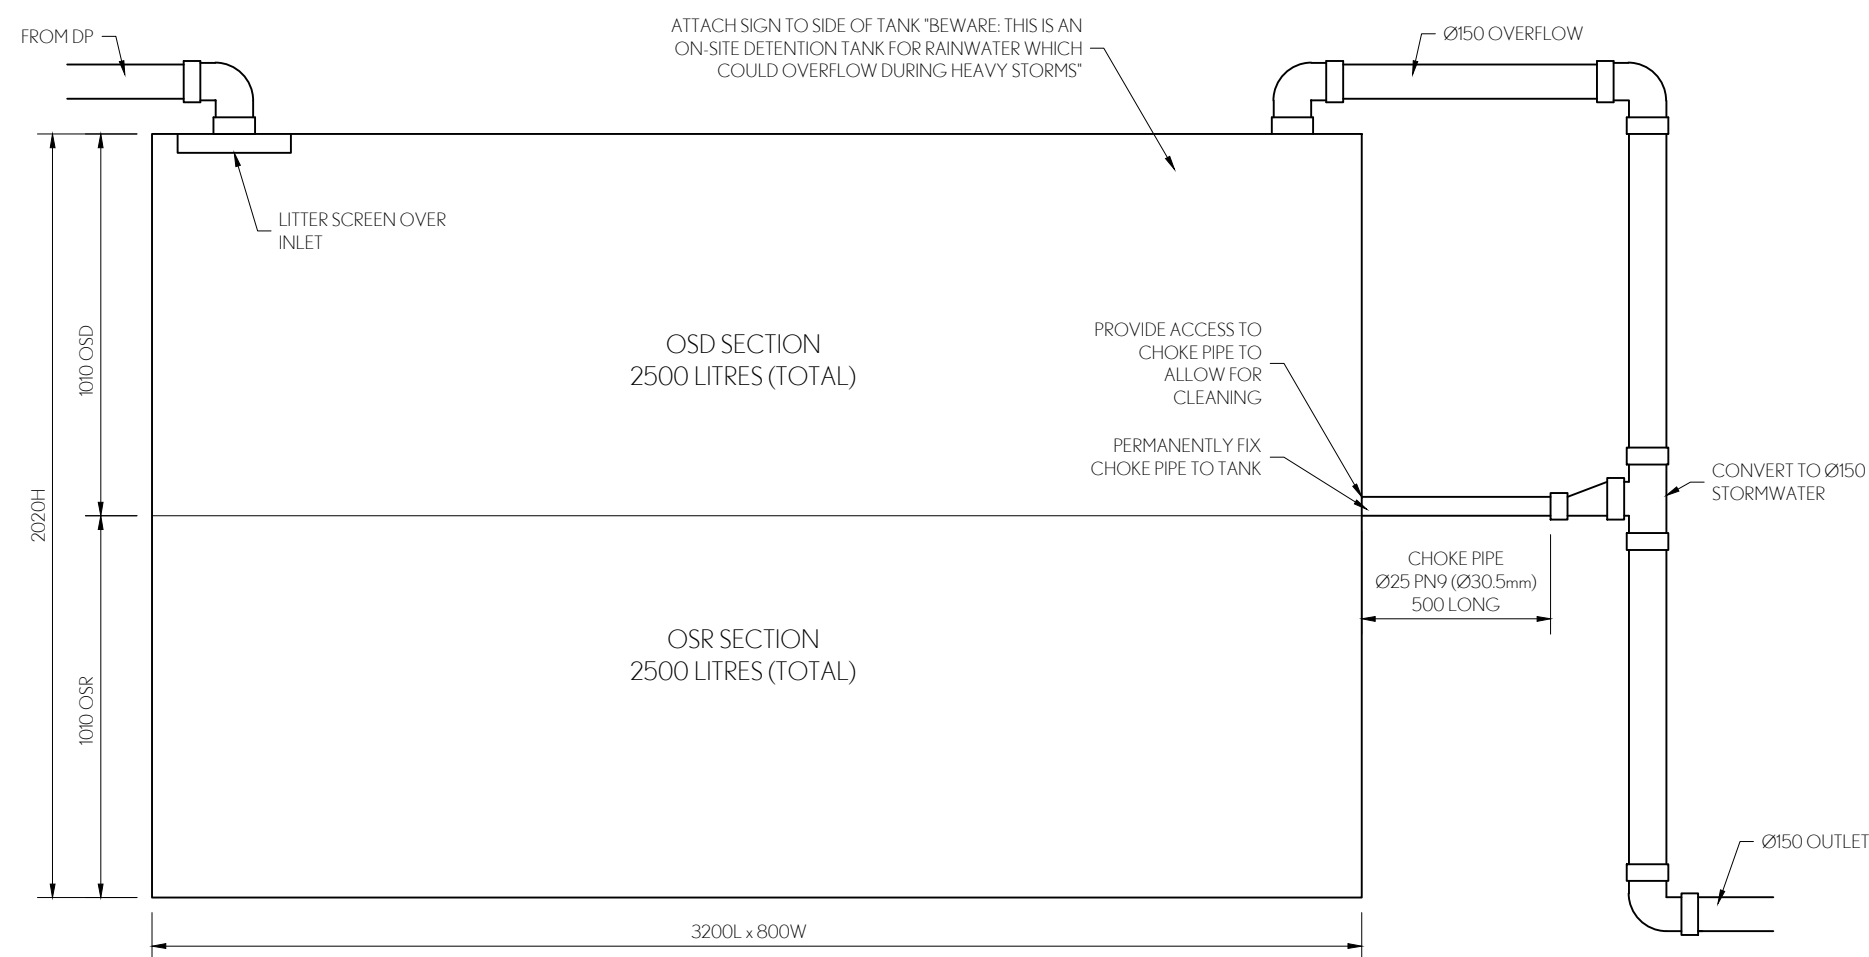 FROM DP
ATTACH SIGN TO SIDE OF TANK "BEWARE: THIS IS AN
ON-SITE DETENTION TANK FOR RAINWATER WHICH
COULD OVERFLOW DURING HEAVY STORMS"
Ø150 OVERFLOW
LITTER SCREEN OVER
INLET
1010 OSD
OSD SECTION
2500 LITRES (TOTAL)
PROVIDE ACCESS TO
CHOKE PIPE TO
ALLOW FOR
CLEANING
PERMANENTLY FIX
CHOKE PIPE TO TANK
CONVERT TO Ø150
STORMWATER
2020H
CHOKE PIPE
Ø25 PN9 (Ø30.5mm)
500 LONG
OSR SECTION
2500 LITRES (TOTAL)
1010 OSR
Ø150 OUTLET
3200L x 800W